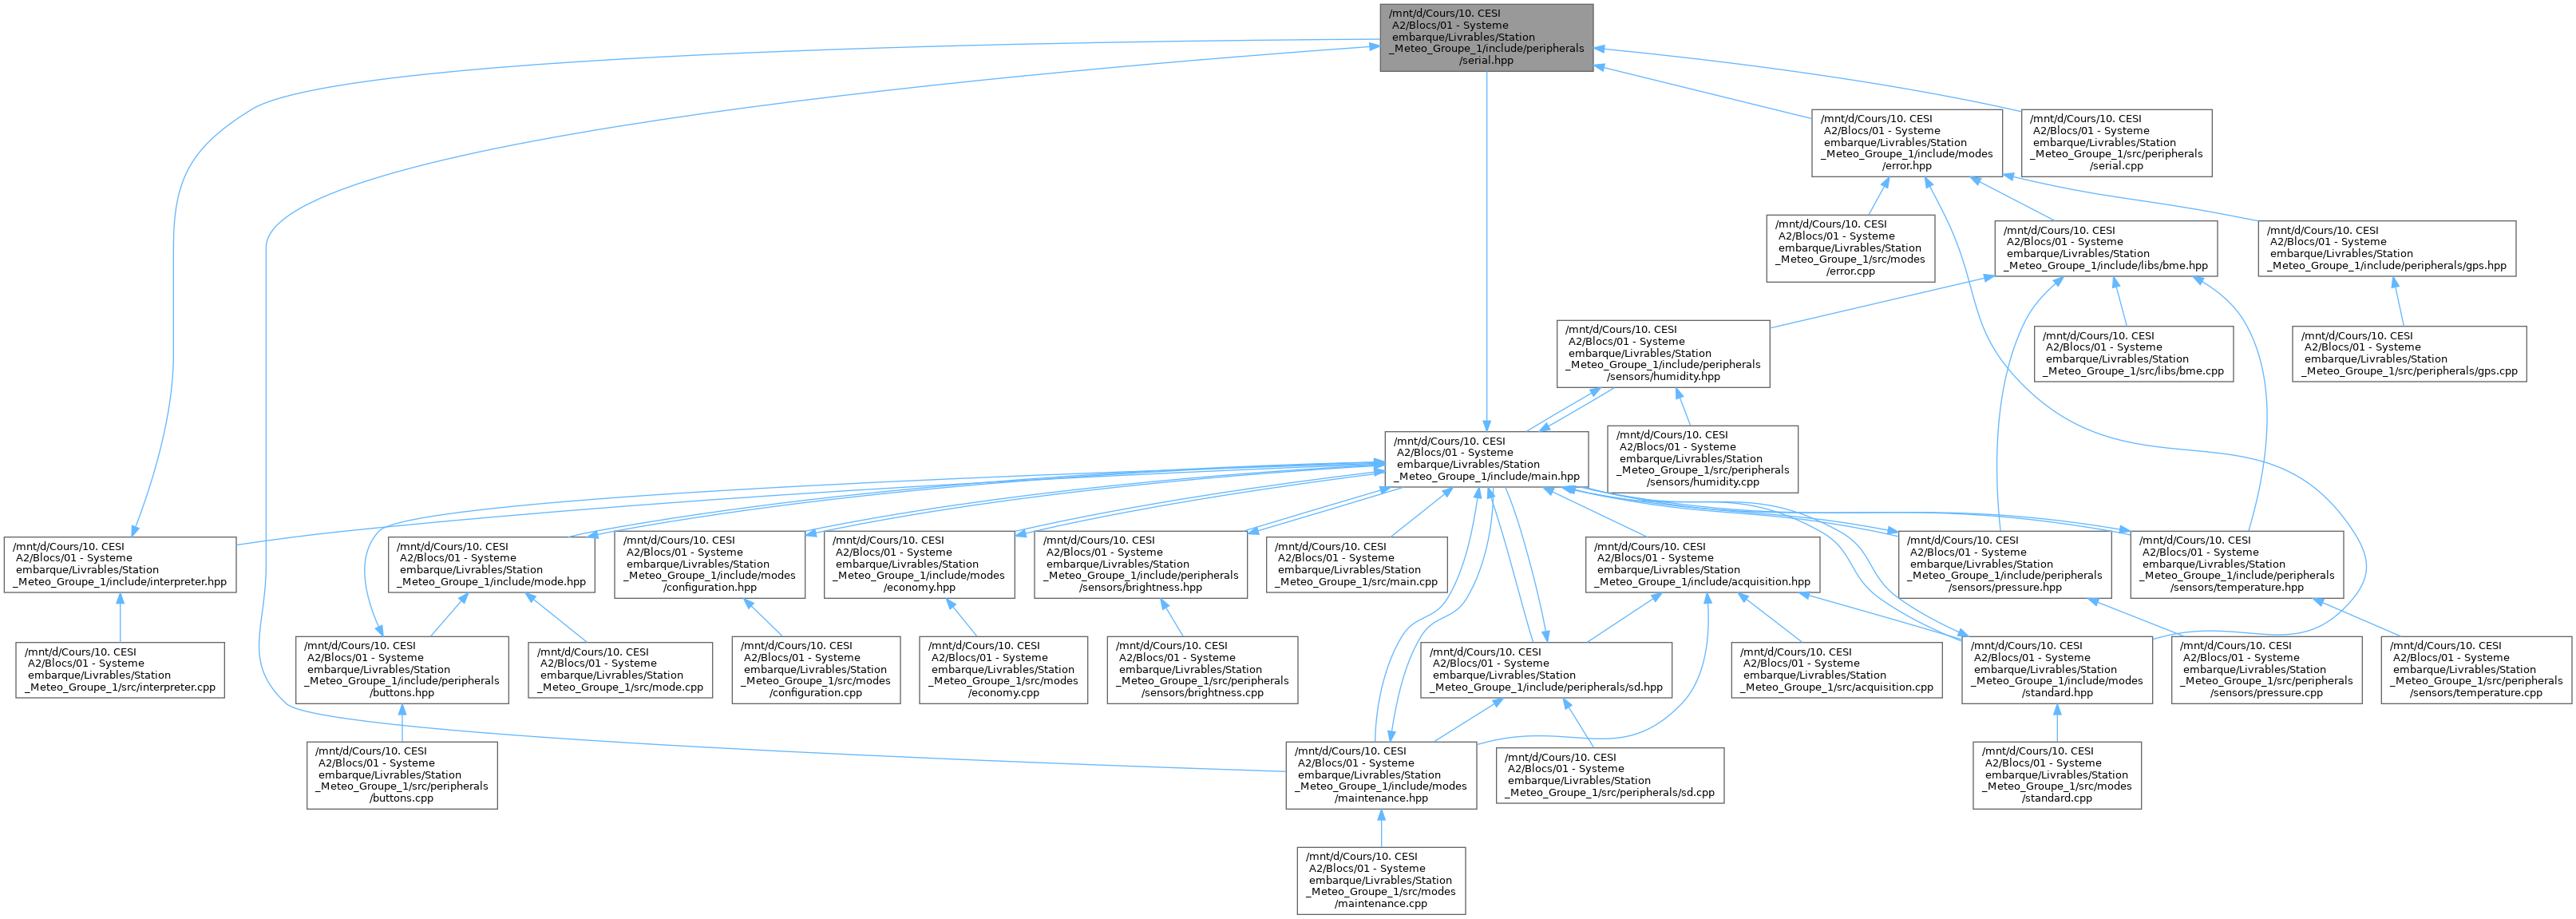 /mnt/d/Cours/10. CESI
A2/Blocs/01 - Systeme
embarque/Livrables/Station
_Meteo_Groupe_1/include/peripherals
/serial.hpp
/mnt/d/Cours/10. CESI
A2/Blocs/01 - Systeme
embarque/Livrables/Station
_Meteo_Groupe_1/include/modes
/error.hpp
/mnt/d/Cours/10. CESI
A2/Blocs/01 - Systeme
embarque/Livrables/Station
_Meteo_Groupe_1/src/peripherals
/serial.cpp
/mnt/d/Cours/10. CESI
A2/Blocs/01 - Systeme
embarque/Livrables/Station
_Meteo_Groupe_1/src/modes
/error.cpp
/mnt/d/Cours/10. CESI
A2/Blocs/01 - Systeme
embarque/Livrables/Station
_Meteo_Groupe_1/include/libs/bme.hpp
/mnt/d/Cours/10. CESI
A2/Blocs/01 - Systeme
embarque/Livrables/Station
_Meteo_Groupe_1/include/peripherals/gps.hpp
/mnt/d/Cours/10. CESI
A2/Blocs/01 - Systeme
embarque/Livrables/Station
_Meteo_Groupe_1/include/peripherals
/sensors/humidity.hpp
/mnt/d/Cours/10. CESI
A2/Blocs/01 - Systeme
embarque/Livrables/Station
_Meteo_Groupe_1/src/libs/bme.cpp
/mnt/d/Cours/10. CESI
A2/Blocs/01 - Systeme
embarque/Livrables/Station
_Meteo_Groupe_1/src/peripherals/gps.cpp
/mnt/d/Cours/10. CESI
A2/Blocs/01 - Systeme
embarque/Livrables/Station
_Meteo_Groupe_1/include/main.hpp
/mnt/d/Cours/10. CESI
A2/Blocs/01 - Systeme
embarque/Livrables/Station
_Meteo_Groupe_1/src/peripherals
/sensors/humidity.cpp
/mnt/d/Cours/10. CESI
A2/Blocs/01 - Systeme
embarque/Livrables/Station
_Meteo_Groupe_1/include/interpreter.hpp
/mnt/d/Cours/10. CESI
A2/Blocs/01 - Systeme
embarque/Livrables/Station
_Meteo_Groupe_1/include/mode.hpp
/mnt/d/Cours/10. CESI
A2/Blocs/01 - Systeme
embarque/Livrables/Station
_Meteo_Groupe_1/include/modes
/configuration.hpp
/mnt/d/Cours/10. CESI
A2/Blocs/01 - Systeme
embarque/Livrables/Station
_Meteo_Groupe_1/include/modes
/economy.hpp
/mnt/d/Cours/10. CESI
A2/Blocs/01 - Systeme
embarque/Livrables/Station
_Meteo_Groupe_1/include/peripherals
/sensors/brightness.hpp
/mnt/d/Cours/10. CESI
A2/Blocs/01 - Systeme
embarque/Livrables/Station
_Meteo_Groupe_1/src/main.cpp
/mnt/d/Cours/10. CESI
A2/Blocs/01 - Systeme
embarque/Livrables/Station
_Meteo_Groupe_1/include/acquisition.hpp
/mnt/d/Cours/10. CESI
A2/Blocs/01 - Systeme
embarque/Livrables/Station
_Meteo_Groupe_1/include/peripherals
/sensors/pressure.hpp
/mnt/d/Cours/10. CESI
A2/Blocs/01 - Systeme
embarque/Livrables/Station
_Meteo_Groupe_1/include/peripherals
/sensors/temperature.hpp
/mnt/d/Cours/10. CESI
A2/Blocs/01 - Systeme
embarque/Livrables/Station
_Meteo_Groupe_1/src/interpreter.cpp
/mnt/d/Cours/10. CESI
A2/Blocs/01 - Systeme
embarque/Livrables/Station
_Meteo_Groupe_1/include/peripherals
/buttons.hpp
/mnt/d/Cours/10. CESI
A2/Blocs/01 - Systeme
embarque/Livrables/Station
_Meteo_Groupe_1/src/mode.cpp
/mnt/d/Cours/10. CESI
A2/Blocs/01 - Systeme
embarque/Livrables/Station
_Meteo_Groupe_1/src/modes
/configuration.cpp
/mnt/d/Cours/10. CESI
A2/Blocs/01 - Systeme
embarque/Livrables/Station
_Meteo_Groupe_1/src/modes
/economy.cpp
/mnt/d/Cours/10. CESI
A2/Blocs/01 - Systeme
embarque/Livrables/Station
_Meteo_Groupe_1/src/peripherals
/sensors/brightness.cpp
/mnt/d/Cours/10. CESI
A2/Blocs/01 - Systeme
embarque/Livrables/Station
_Meteo_Groupe_1/include/peripherals/sd.hpp
/mnt/d/Cours/10. CESI
A2/Blocs/01 - Systeme
embarque/Livrables/Station
_Meteo_Groupe_1/src/acquisition.cpp
/mnt/d/Cours/10. CESI
A2/Blocs/01 - Systeme
embarque/Livrables/Station
_Meteo_Groupe_1/include/modes
/standard.hpp
/mnt/d/Cours/10. CESI
A2/Blocs/01 - Systeme
embarque/Livrables/Station
_Meteo_Groupe_1/src/peripherals
/sensors/pressure.cpp
/mnt/d/Cours/10. CESI
A2/Blocs/01 - Systeme
embarque/Livrables/Station
_Meteo_Groupe_1/src/peripherals
/sensors/temperature.cpp
/mnt/d/Cours/10. CESI
A2/Blocs/01 - Systeme
embarque/Livrables/Station
_Meteo_Groupe_1/src/peripherals
/buttons.cpp
/mnt/d/Cours/10. CESI
A2/Blocs/01 - Systeme
embarque/Livrables/Station
_Meteo_Groupe_1/include/modes
/maintenance.hpp
/mnt/d/Cours/10. CESI
A2/Blocs/01 - Systeme
embarque/Livrables/Station
_Meteo_Groupe_1/src/peripherals/sd.cpp
/mnt/d/Cours/10. CESI
A2/Blocs/01 - Systeme
embarque/Livrables/Station
_Meteo_Groupe_1/src/modes
/standard.cpp
/mnt/d/Cours/10. CESI
A2/Blocs/01 - Systeme
embarque/Livrables/Station
_Meteo_Groupe_1/src/modes
/maintenance.cpp